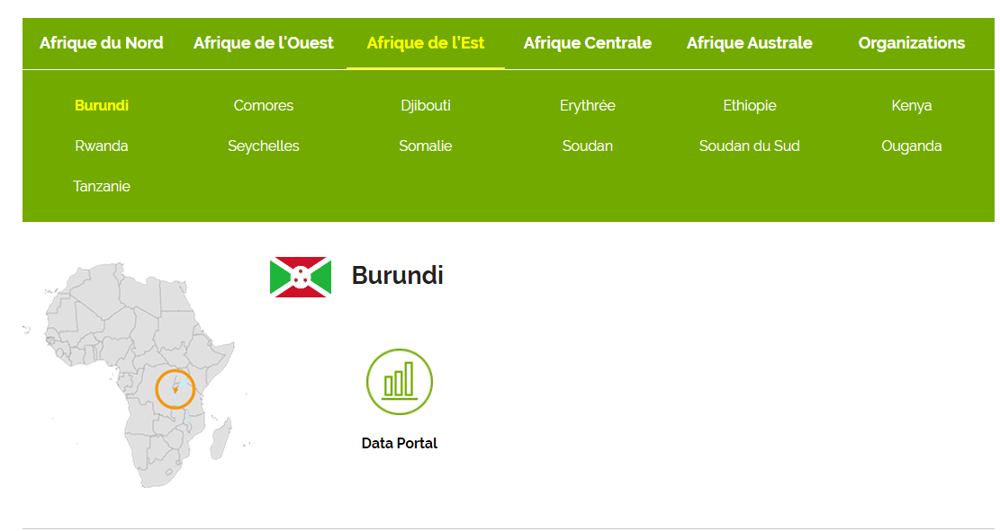 Afrique du Nord Afrique de l'Ouest Afrique de l'Est Afrique Centrale Afrique Australe Organizations
Burundi Comores Djibouti Erythrée Ethiopie Kenya
Rwanda Seychelles Somalie Soudan Soudan du Sud Ouganda
Tanzanie
Burundi
Data Portal